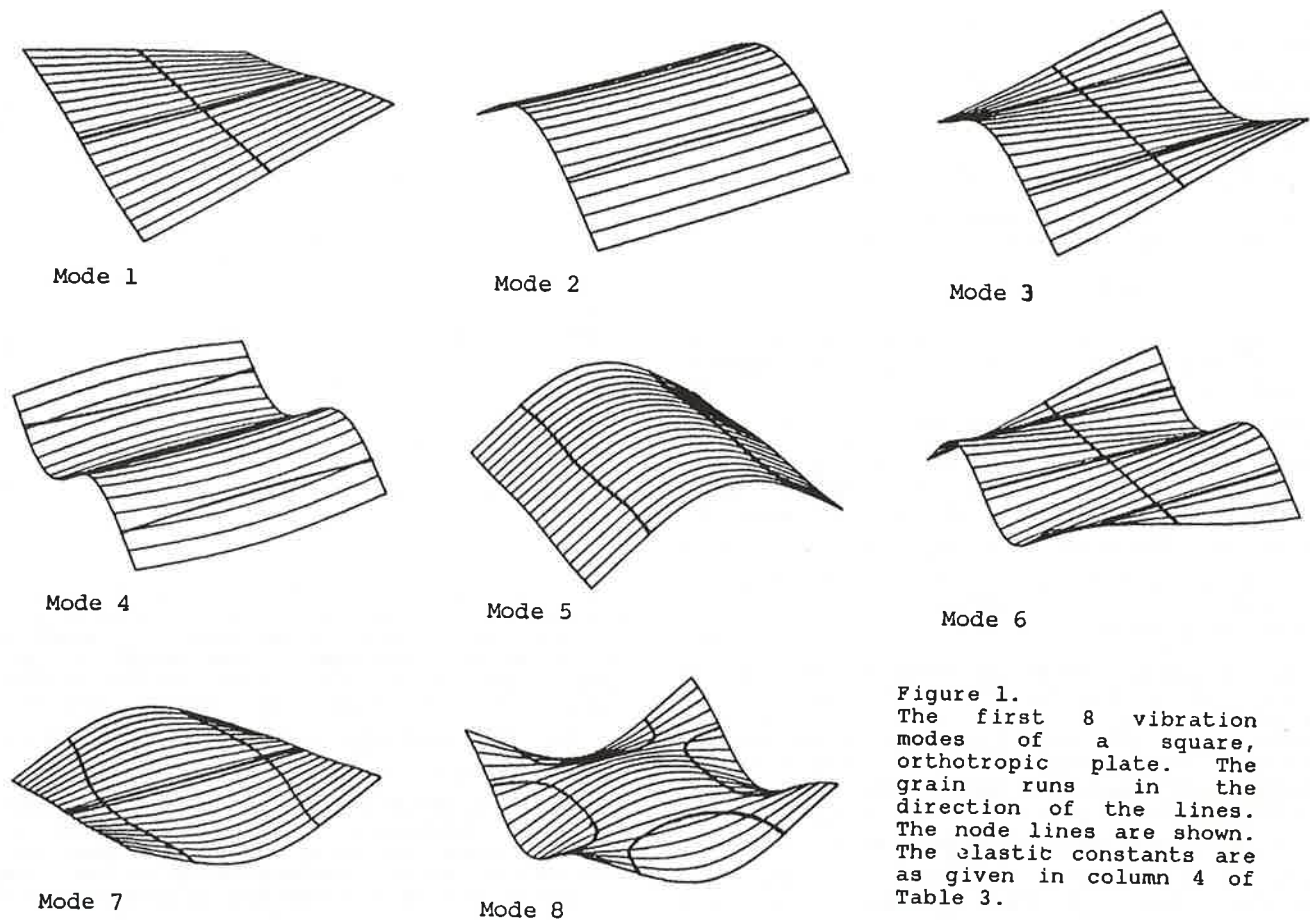 Mode 1
Mode 2
Mode 3
Mode 4
Mode 5
Mode 6
Mode 7
Mode 8
Figure 1.
The first 8 vibration
modes of a square,
orthotropic plate. The
grain runs in the
direction of the lines.
The node lines are shown.
The elastic constants are
as given in column 4 of
Table 3.